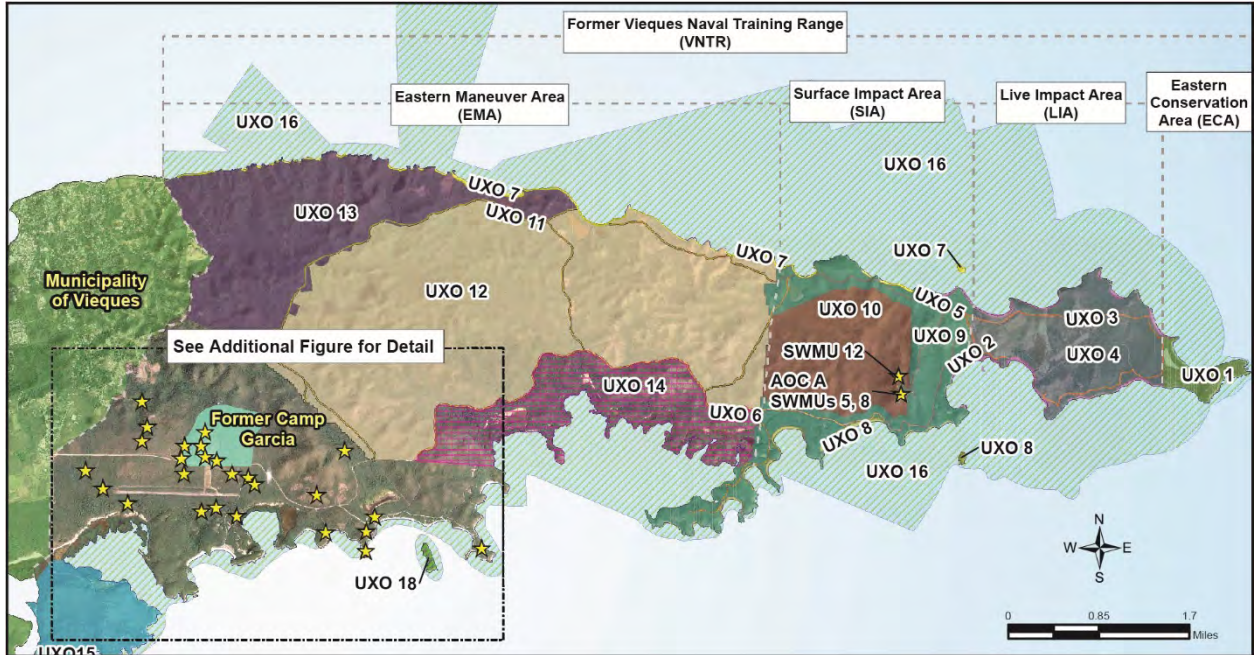 Former Vieques Naval Training Range
(VNTR)
Eastern Maneuver Area
(EMA)
Surface Impact Area
(SIA)
Live Impact Area
(LIA)
Eastern
Conservation
Area (ECA)
UXO 16
UXO 16
UXO 7
UXO 13
UXO 11
UXO 7
UXO 7
Municipality
of Vieques
UXO 12
UXO 10
UXO 5
UXO 3
UXO 9
UXO 2
See Additional Figure for Detail
SWMU 12
UXO 4
UXO 1
UXO 14
AOC A
SWMUs 5, 8
UXO 6
Former Camp
Garcia
UXO 8
UXO 8
UXO 16
UXO 18
N
W E
S
0 0.85 1.7
Miles
UXO15